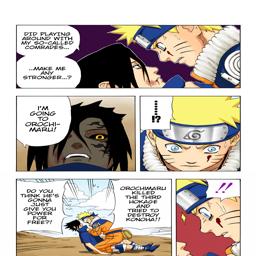 DID PLAYING
AROUND WITH
MY SO-CALLED
COMRADES...
...MAKE ME
ANY
STRONGER...?
......!?
I'M
GOING TO
OROCHI-
MARU!
!!
OROCHIMARU
KILLED
THE THIRD
HOKAGE AND
TRIED TO
DESTROY
KONOHA!!
DO YOU
THINK HE'S
GONNA
JUST
GIVE YOU
POWER
FOR FREE?!